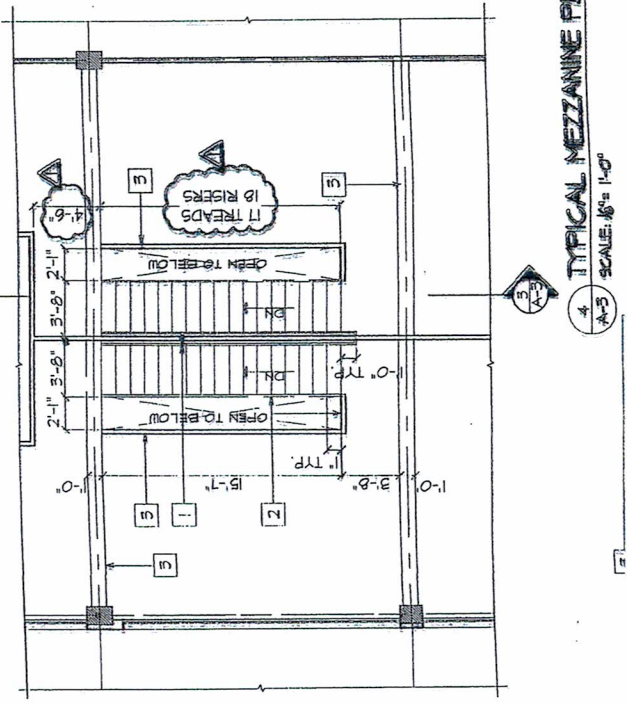 4'-6"
17 TREADS
18 RISERS
3
3
2'-1"
3'-8"
3'-8"
2'-1"
OPEN TO BELOW
DN
DN
OPEN TO BELOW
1'-0" TYP.
1" TYP.
1'-0"
15'-7"
3'-8"
1'-0"
3
1
2
3
3
A-3
4
A-3
TYPICAL MEZZANINE
SCALE: 1/8"= 1'-0"